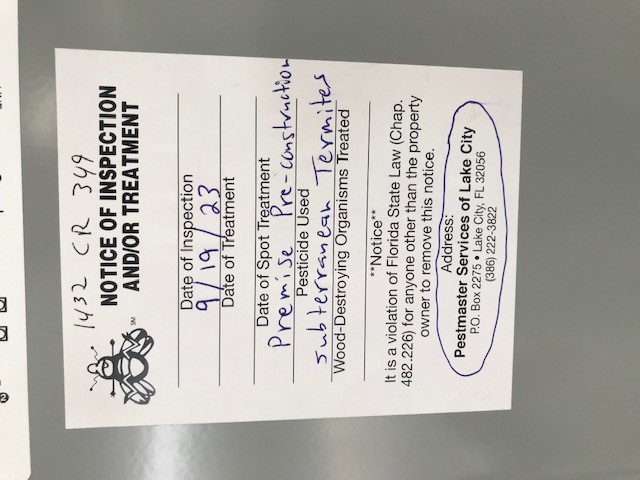 1432 CR 349
NOTICE OF INSPECTION
AND/OR TREATMENT
SM
Date of Inspection
9/19/23
Date of Treatment
Date of Spot Treatment
Premise Pre-construction
Pesticide Used
subterranean Termites
Wood-Destroying Organisms Treated
**Notice**
It is a violation of Florida State Law (Chap.
482.226) for anyone other than the property
owner to remove this notice.
Address:
Pestmaster Services of Lake City
P.O. Box 2275 • Lake City, FL 32056
(386) 222-3822